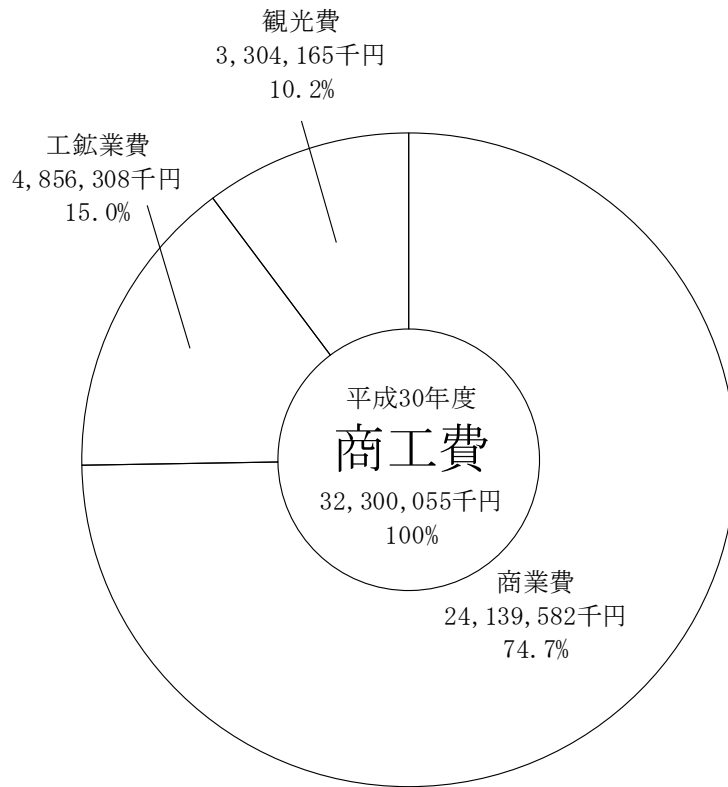 観光費
3,304,165千円
10.2%
工鉱業費
4,856,308千円
15.0%
平成30年度
商工費
32,300,055千円
100%
商業費
24,139,582千円
74.7%